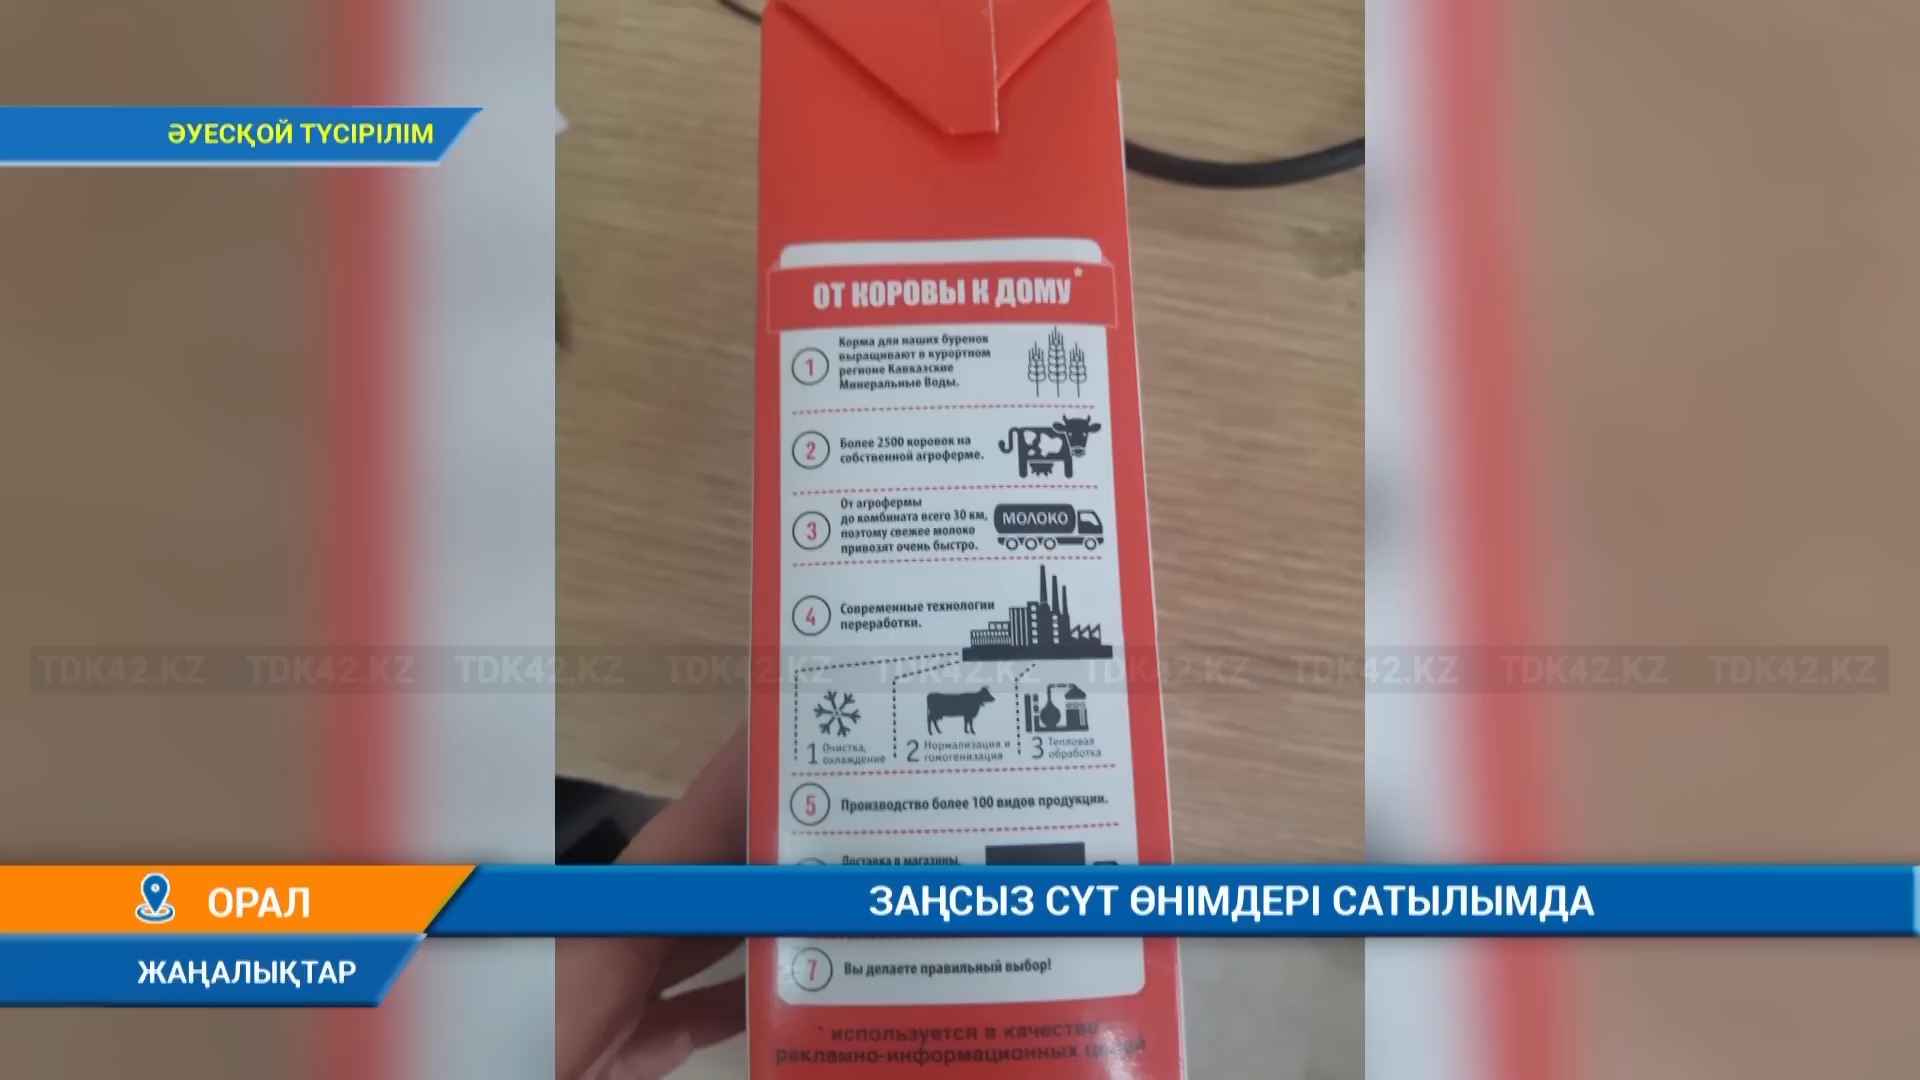 ӘУЕСҚОЙ ТҮСІРІЛІМ
ОТ КОРОВЫ К ДОМУ*
1
Корма для наших буренок
выращивают в курортном
регионе Кавказские
Минеральные Воды.
2
Более 2500 коровок на
собственной агроферме.
3
От агрофермы
до комбината всего 30 км,
поэтому свежее молоко
привозят очень быстро.
МОЛОКО
4
Современные технологии
переработки.
TDK42.KZ TDK42.KZ TDK42.KZ TDK42.KZ TDK42.KZ TDK42.KZ TDK42.KZ TDK42.KZ TDK42.KZ
1 Очистка,
охлаждение
2 Нормализация и
гомогенизация
3 Тепловая
обработка
5
Производство более 100 видов продукции.
Доставка в магазины.
ОРАЛ
ЗАҢСЫЗ СҮТ ӨНІМДЕРІ САТЫЛЫМДА
ЖАҢАЛЫҚТАР
7
Вы делаете правильный выбор!
* используется в качестве
рекламно-информационных целей